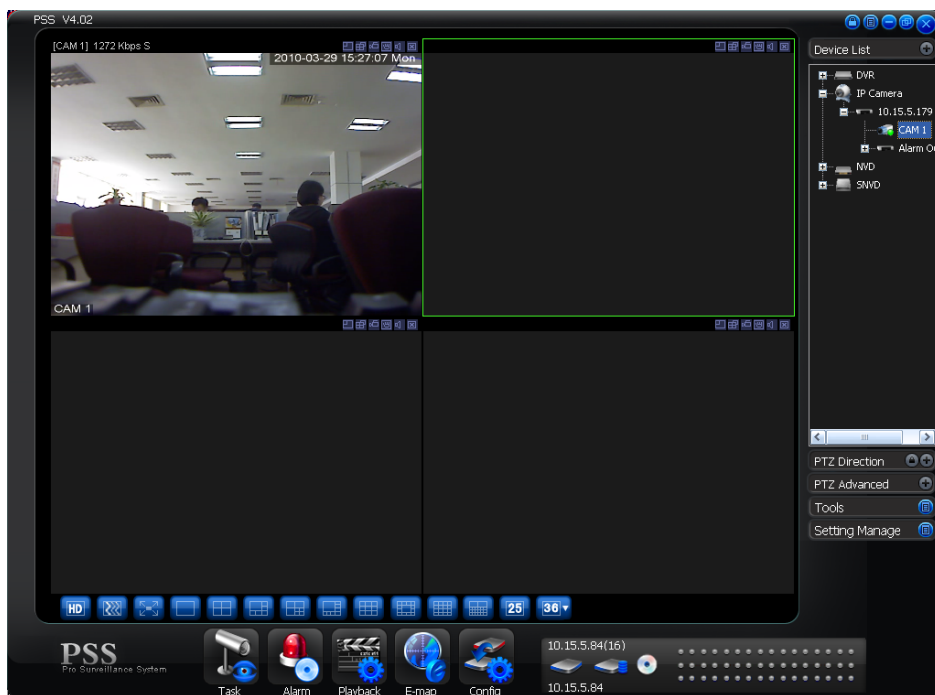 PSS V4.02
[CAM 1] 1272 Kbps S
2010-03-29 15:27:07 Mon
CAM 1
Device List
DVR
IP Camera
10.15.5.179
CAM 1
Alarm Ou
NVD
SNVD
PTZ Direction
PTZ Advanced
Tools
Setting Manage
HD
25
36
PSS
Pro Surveillance System
Task
Alarm
Playback
E-map
Config
10.15.5.84(16)
10.15.5.84